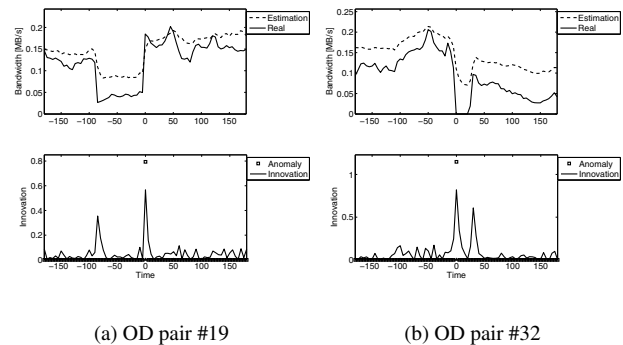 0.2
0.15
0.1
0.05
0
Bandwidth [MB/s]
−150 −100 −50 0 50 100 150
Estimation
Real
0.25
0.2
0.15
0.1
0.05
0
Bandwidth [MB/s]
−150 −100 −50 0 50 100 150
Estimation
Real
0.8
0.6
0.4
0.2
0
Innovation
−150 −100 −50 0 50 100 150
Time
Anomaly
Innovation
1
0.5
0
Innovation
−150 −100 −50 0 50 100 150
Time
Anomaly
Innovation
(a) OD pair #19
(b) OD pair #32